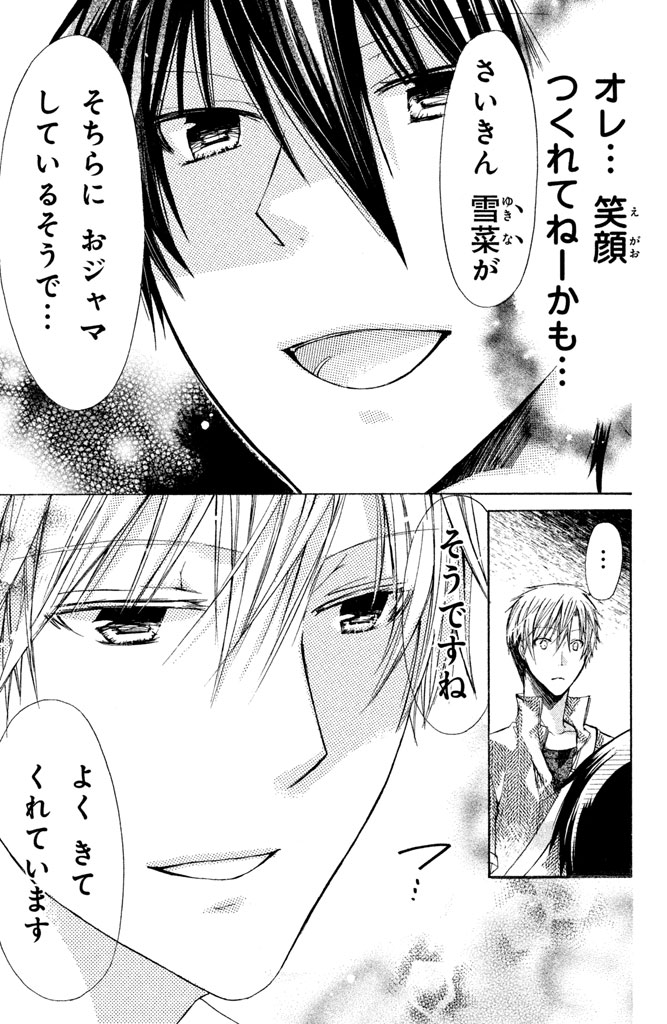 オレ… 笑顔
つくれてねーかも…
さいきん 雪菜が
そちらに おジャマ
しているそうで…
…
そうですね
よく きて
くれています
フ…